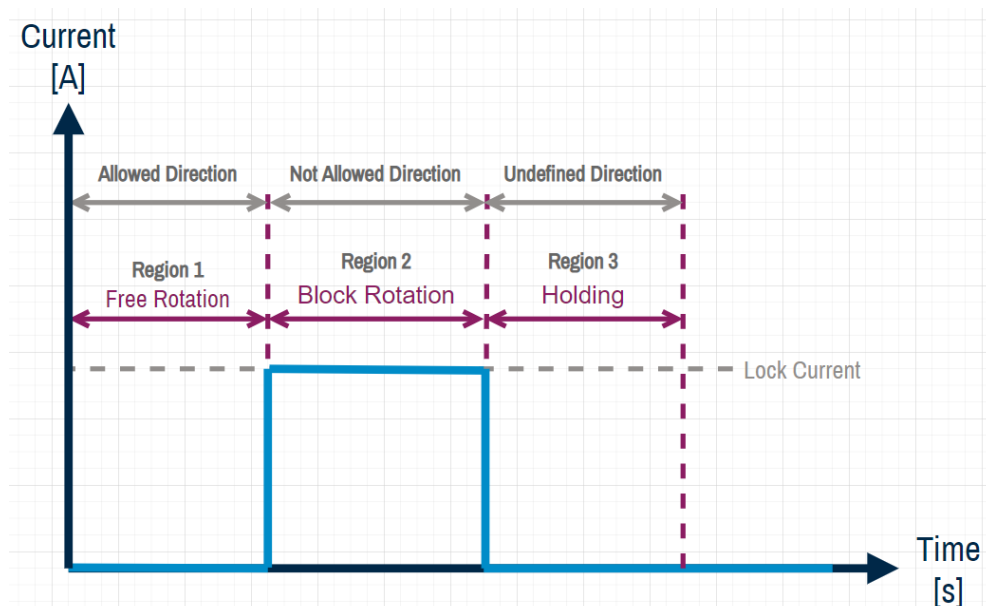 Current
[A]
Allowed Direction
Not Allowed Direction
Undefined Direction
Region 1
Free Rotation
Region 2
Block Rotation
Region 3
Holding
Lock Current
Time
[s]